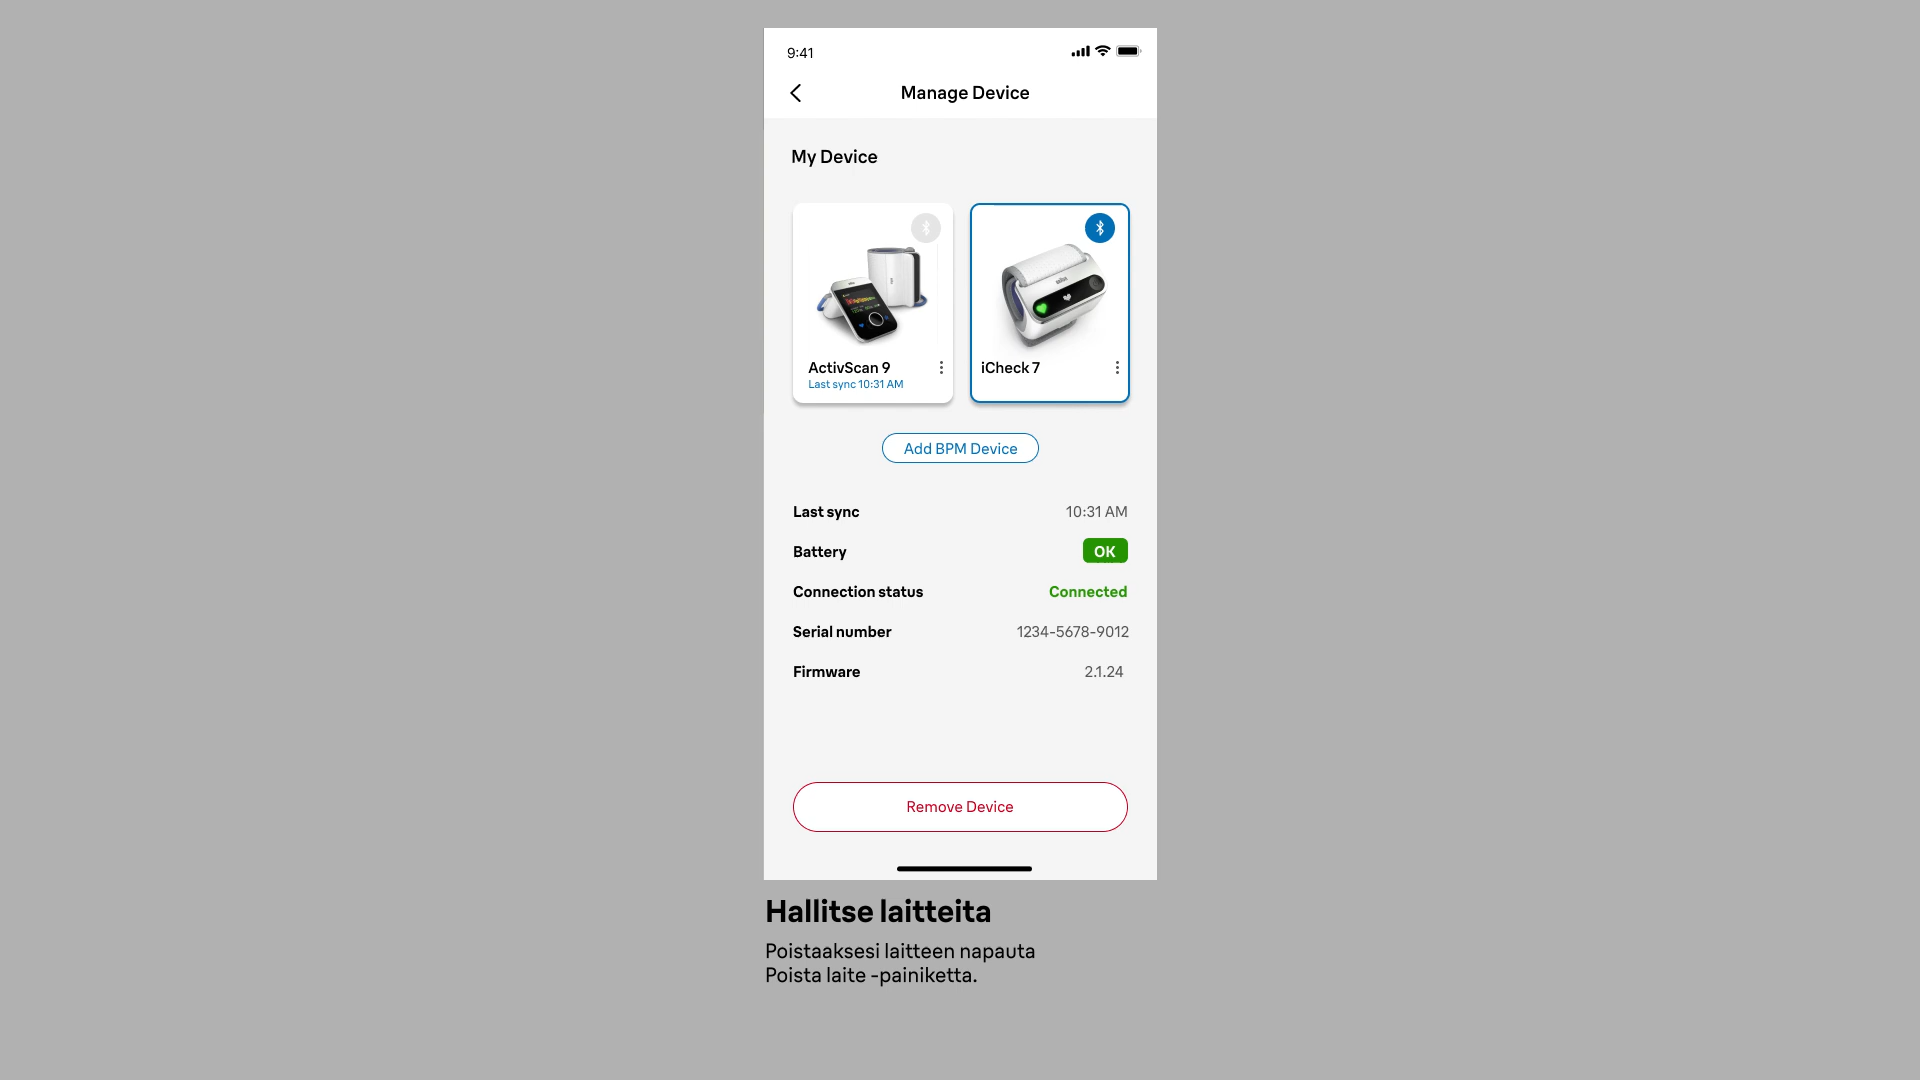 9:41
Manage Device
My Device
ActivScan 9
Last sync 10:31 AM
iCheck 7
Add BPM Device
Last sync 10:31 AM
Battery OK
Connection status Connected
Serial number 1234-5678-9012
Firmware 2.1.24
Remove Device
Hallitse laitteita
Poistaaksesi laitteen napauta
Poista laite -painiketta.